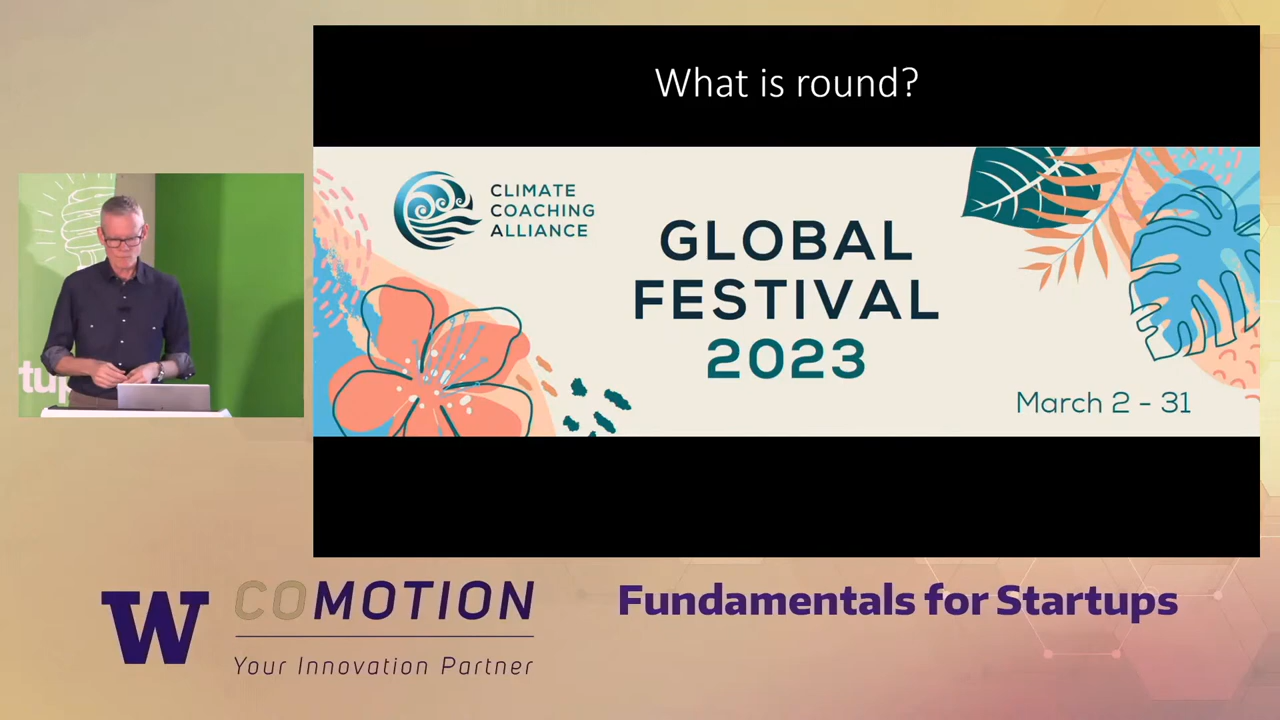 What is round?
CLIMATE
COACHING
ALLIANCE
GLOBAL
FESTIVAL
2023
March 2 - 31
tup
W COMOTION
Your Innovation Partner
Fundamentals for Startups